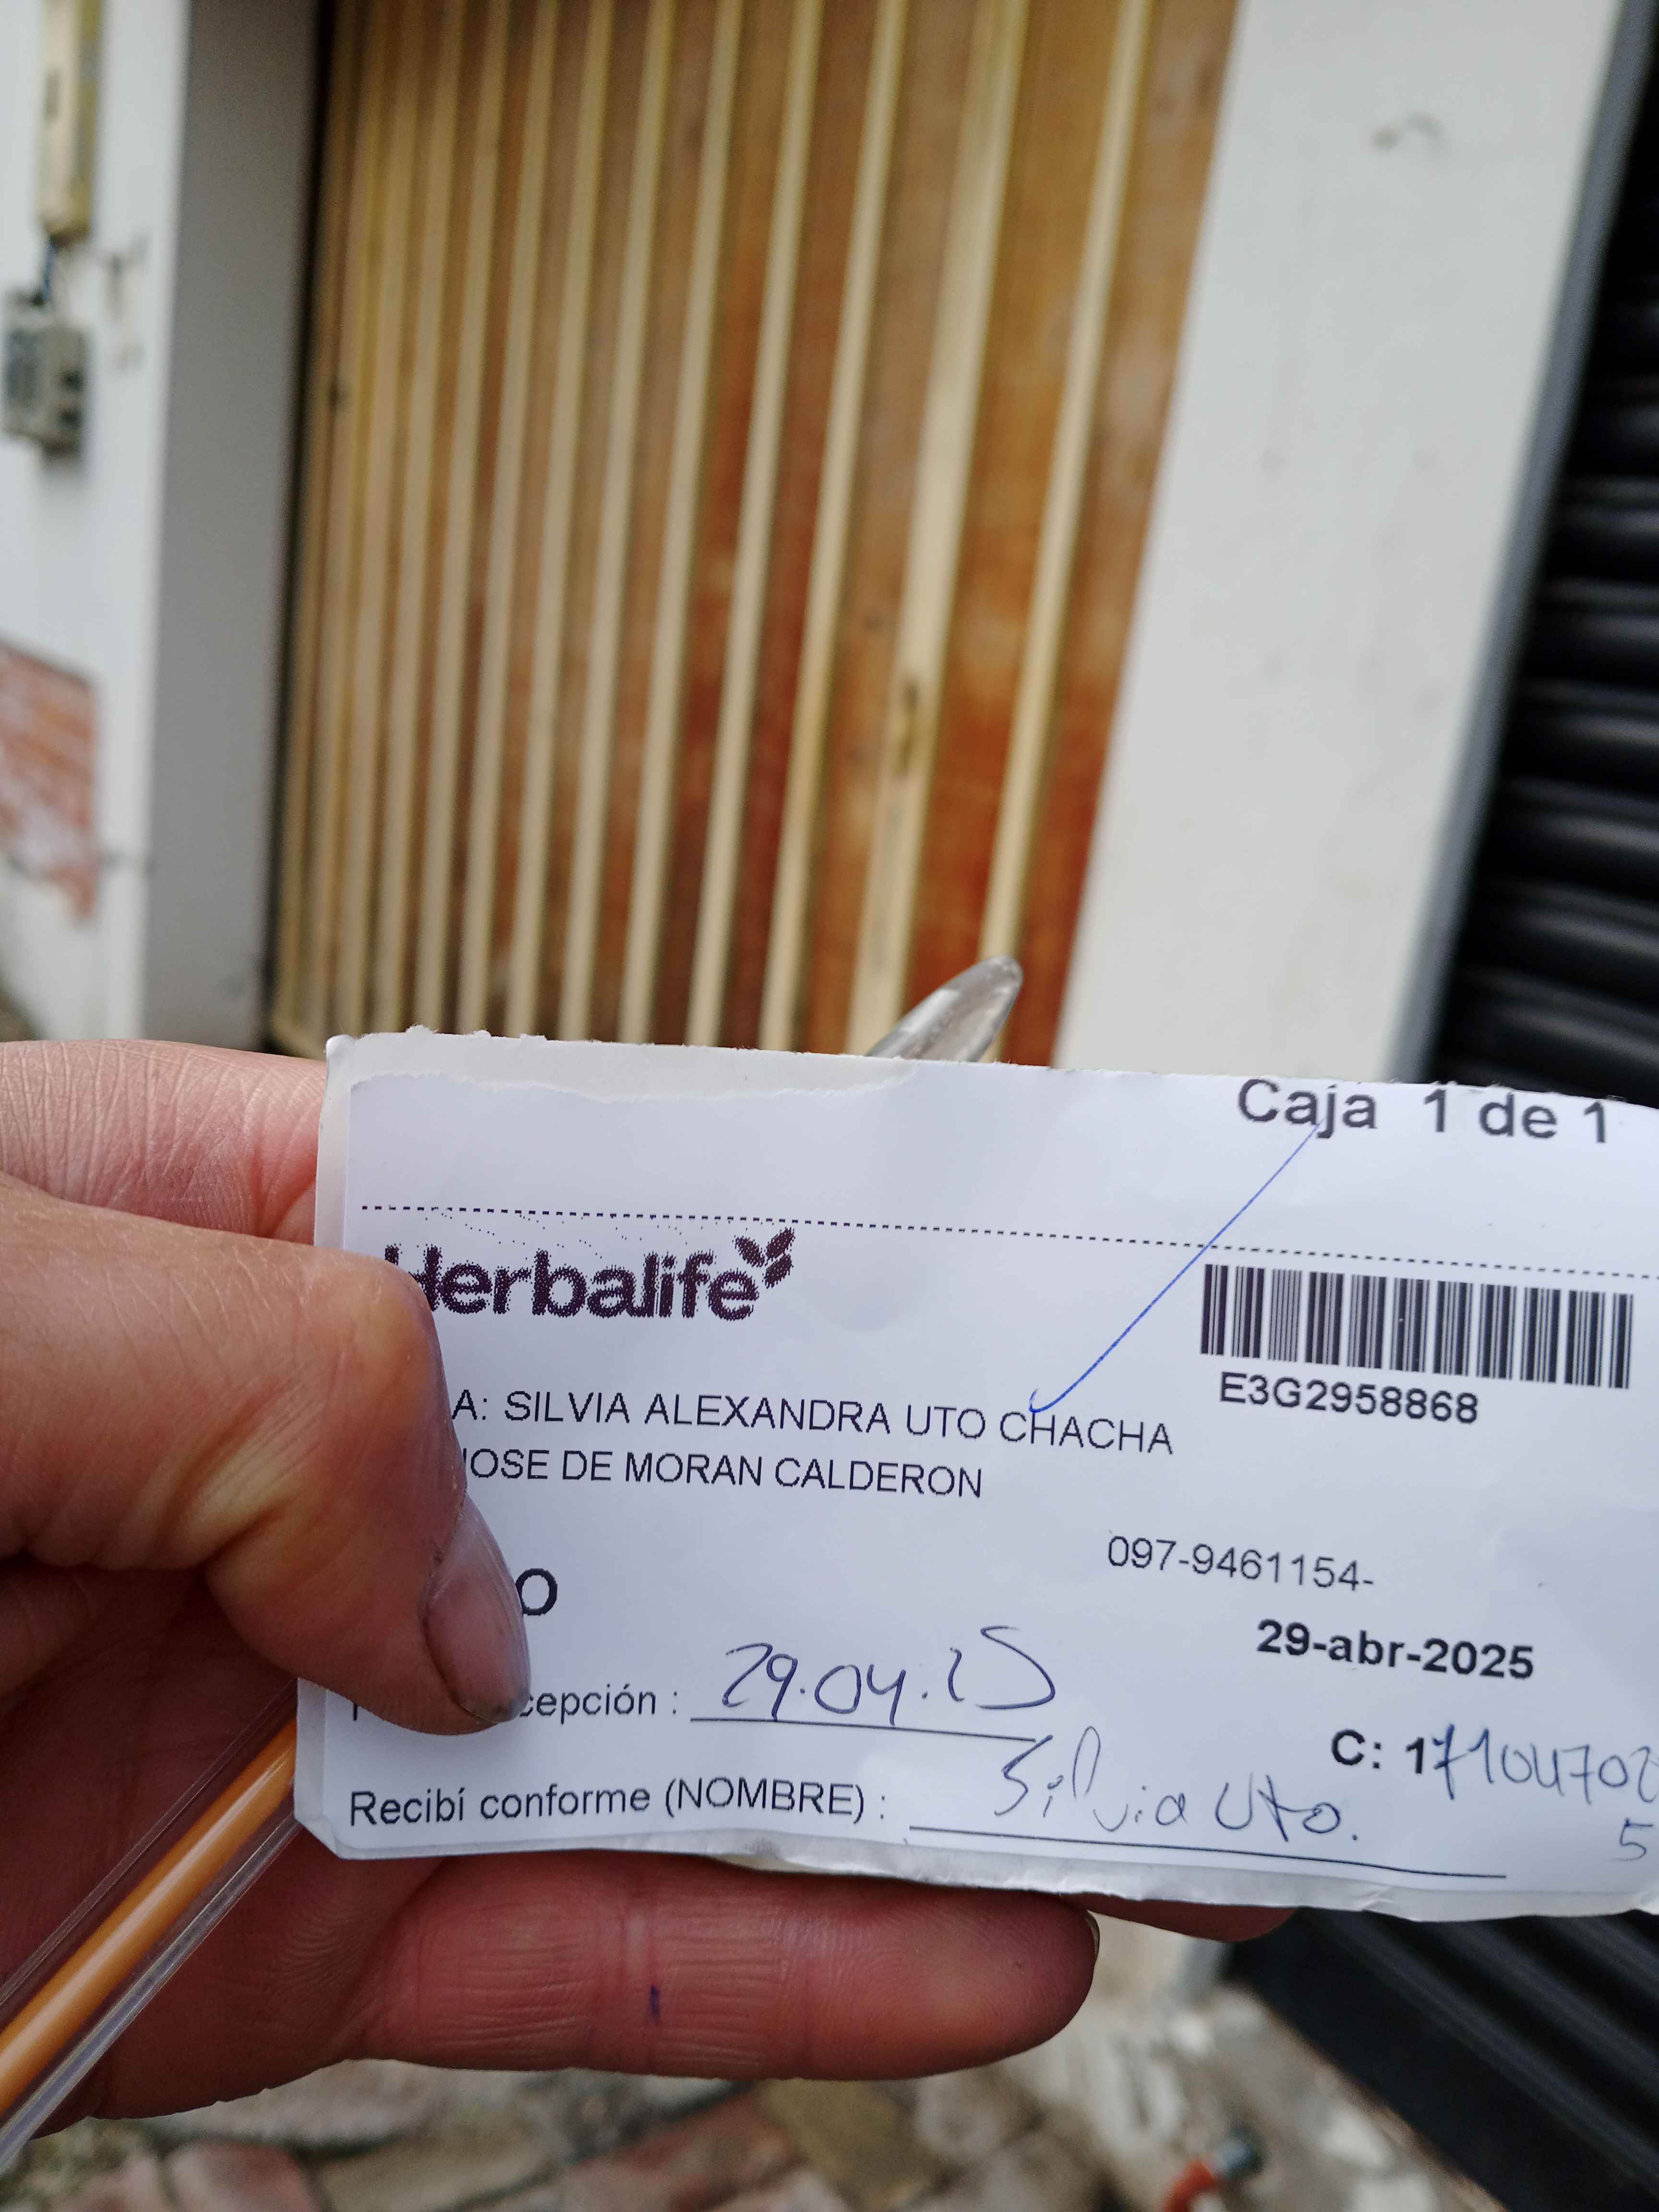 Caja 1 de 1
Herbalife
E3G2958868
A: SILVIA ALEXANDRA UTO CHACHA
JOSE DE MORAN CALDERON
097-9461154-
O
29-abr-2025
cepción : 29.04.25
C: 17104702
5
Recibí conforme (NOMBRE) : Silvia Uto.